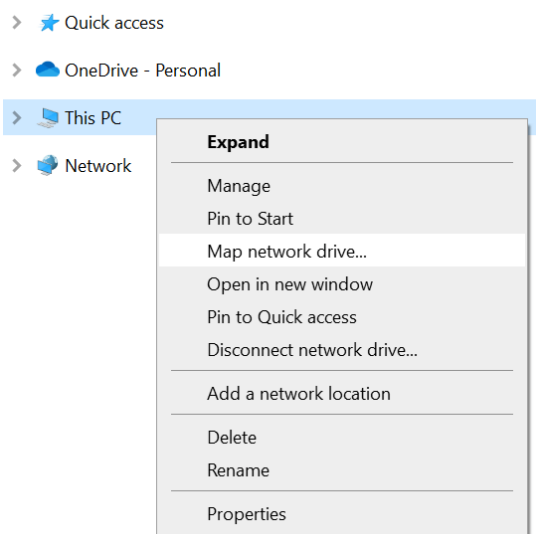 Quick access
OneDrive - Personal
This PC
Network
Expand
Manage
Pin to Start
Map network drive...
Open in new window
Pin to Quick access
Disconnect network drive...
Add a network location
Delete
Rename
Properties